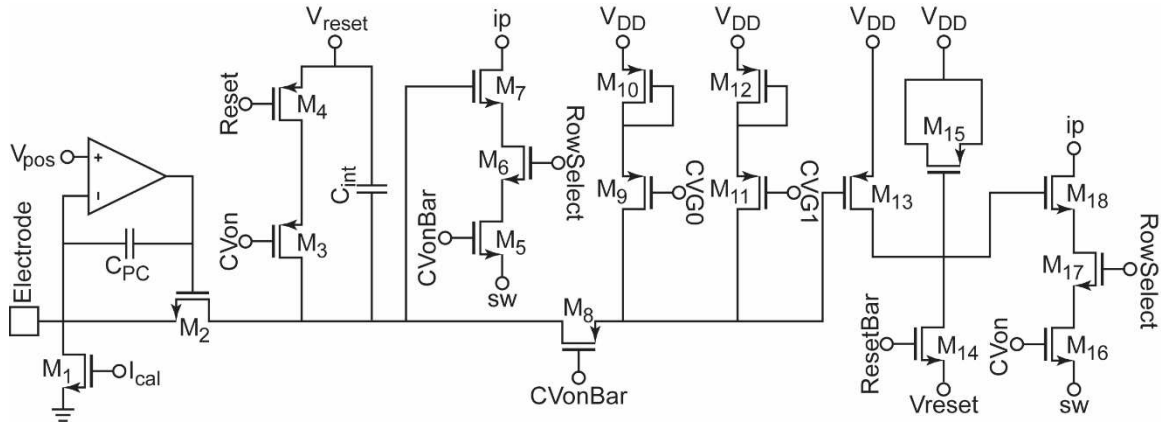 Vreset
ip
VDD
VDD
VDD
VDD
Reset
M4
M7
M10
M12
M15
ip
Vpos
+
-
M6
RowSelect
Cint
M9
CVG0
M11
CVG1
M13
M18
CVon
M3
CVonBar
M5
CPC
sw
M17
RowSelect
Electrode
M2
M8
ResetBar
M14
CVon
M16
M1
Ical
CVonBar
Vreset
sw